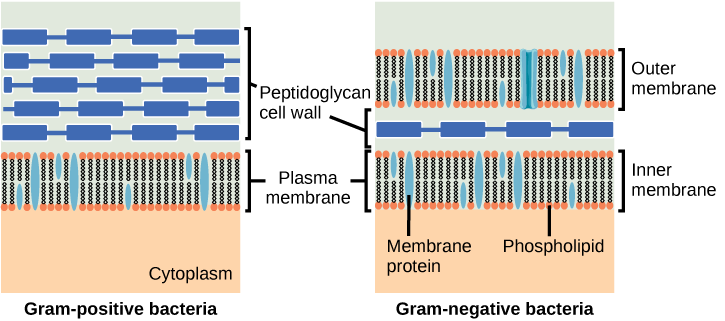 Peptidoglycan
cell wall
Plasma
membrane
Cytoplasm
Gram-positive bacteria
Outer
membrane
Inner
membrane
Membrane
protein
Phospholipid
Gram-negative bacteria